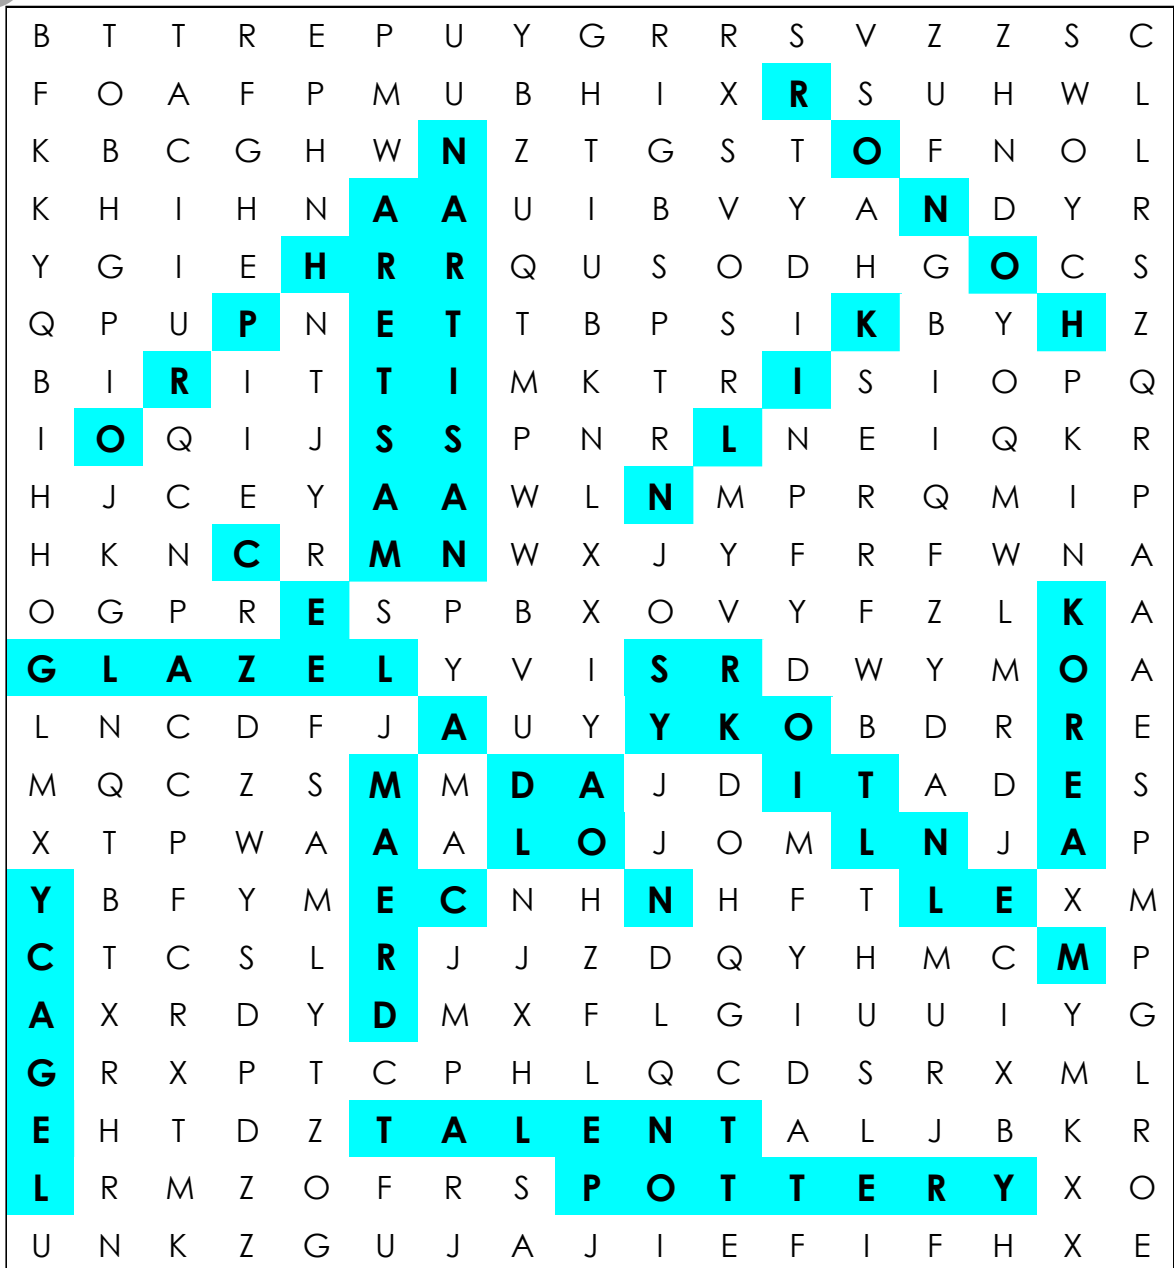 B T T R E P U Y G R R S V Z Z S C
F O A F P M U B H I X R S U H W L
K B C G H W N Z T G S T O F N O L
K H I H N A A U I B V Y A N D Y R
Y G I E H R R Q U S O D H G O C S
Q P U P N E T T B P S I K B Y H Z
B I R I T T I M K T R I S I O P Q
I O Q I J S S P N R L N E I Q K R
H J C E Y A A W L N M P R Q M I P
H K N C R M N W X J Y F R F W N A
O G P R E S P B X O V Y F Z L K A
G L A Z E L Y V I S R D W Y M O A
L N C D F J A U Y Y K O B D R R E
M Q C Z S M M D A J D I T A D E S
X T P W A A A L O J O M L N J A P
Y B F Y M E C N H N H F T L E X M
C T C S L R J J Z D Q Y H M C M P
A X R D Y D M X F L G I U U I Y G
G R X P T C P H L Q C D S R X M L
E H T D Z T A L E N T A L J B K R
L R M Z O F R S P O T T E R Y X O
U N K Z G U J A J I E F I F H X E